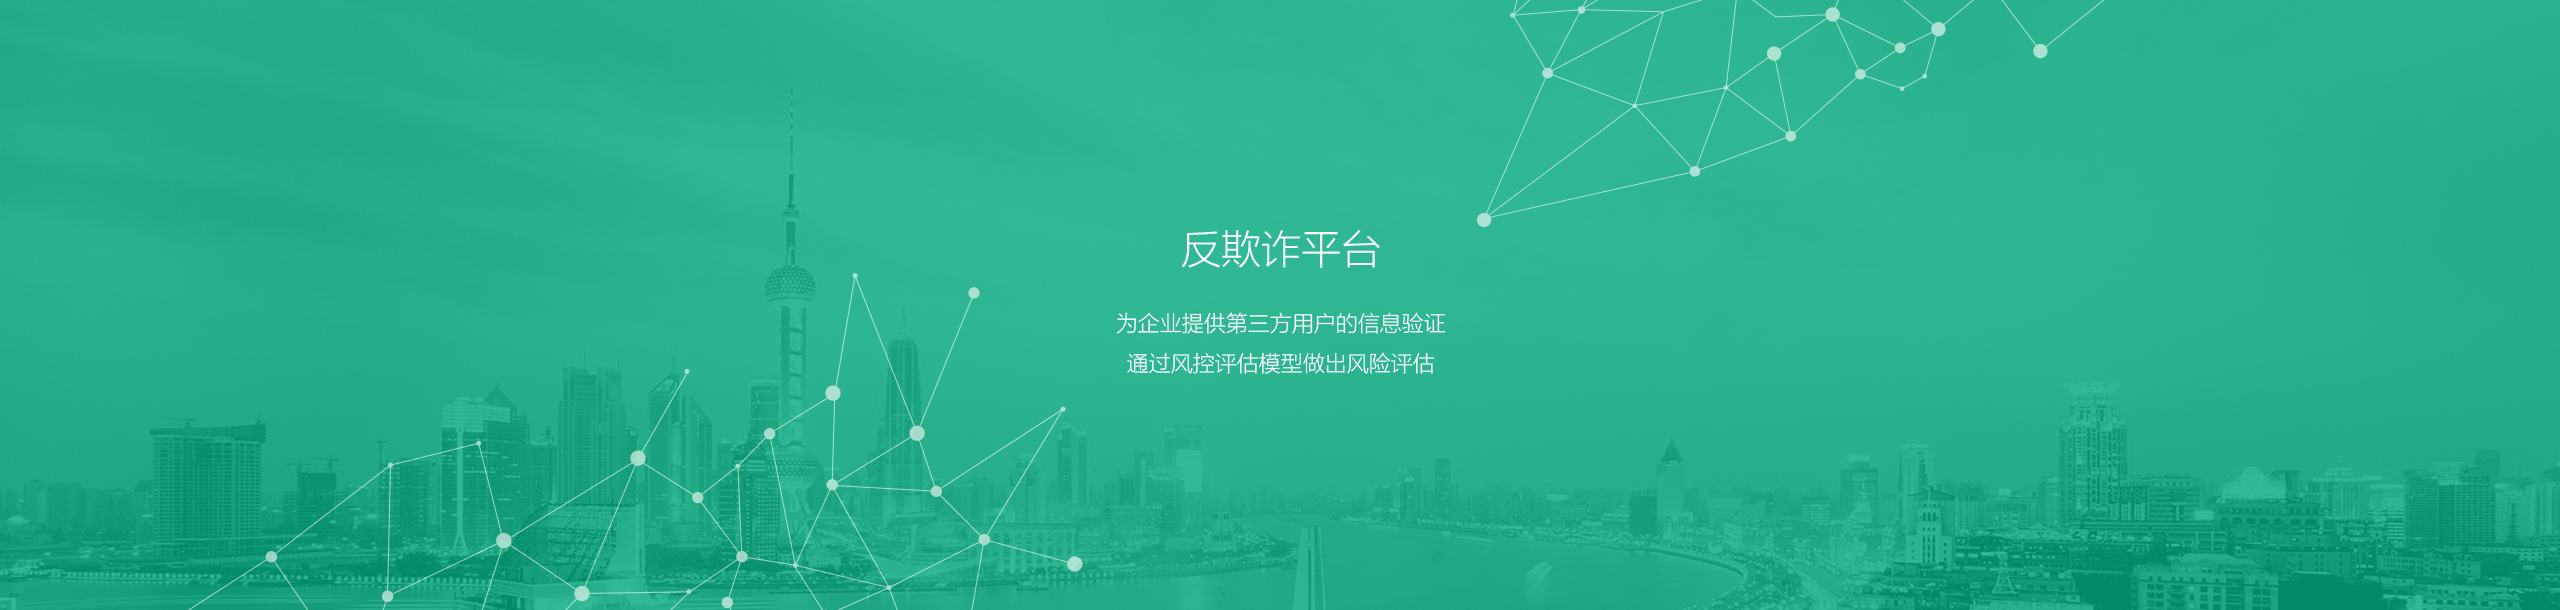 反欺诈平台
为企业提供第三方用户的信息验证
通过风控评估模型做出风险评估